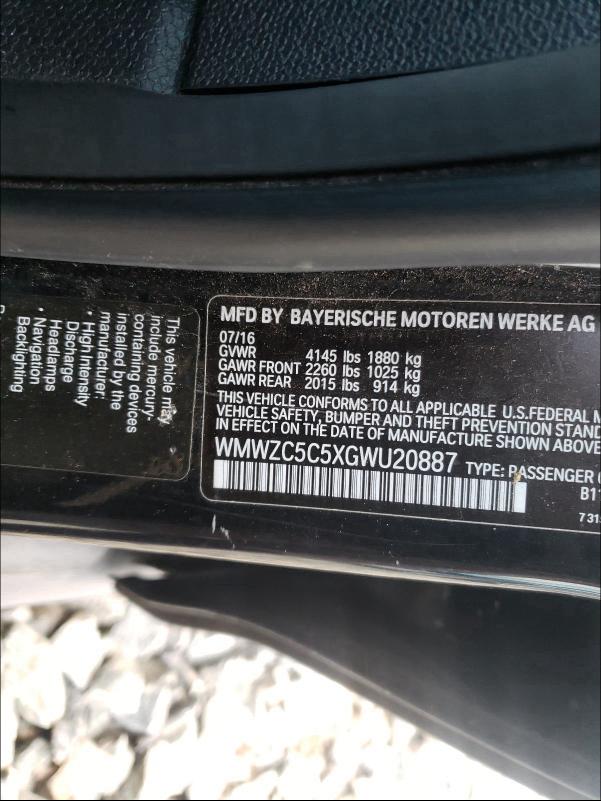 MFD BY BAYERISCHE MOTOREN WERKE AG
07/16
GVWR 4145 lbs 1880 kg
GAWR FRONT 2260 lbs 1025 kg
GAWR REAR 2015 lbs 914 kg
THIS VEHICLE CONFORMS TO ALL APPLICABLE U.S.FEDERAL M
VEHICLE SAFETY, BUMPER AND THEFT PREVENTION STAND
IN EFFECT ON THE DATE OF MANUFACTURE SHOWN ABOVE
WMWZC5C5XGWU20887 TYPE: PASSENGER
B11
731
This vehicle may
include mercury-
containing devices
installed by the
manufacturer:
• High Intensity
Discharge
Headlamps
• Navigation
Backlighting